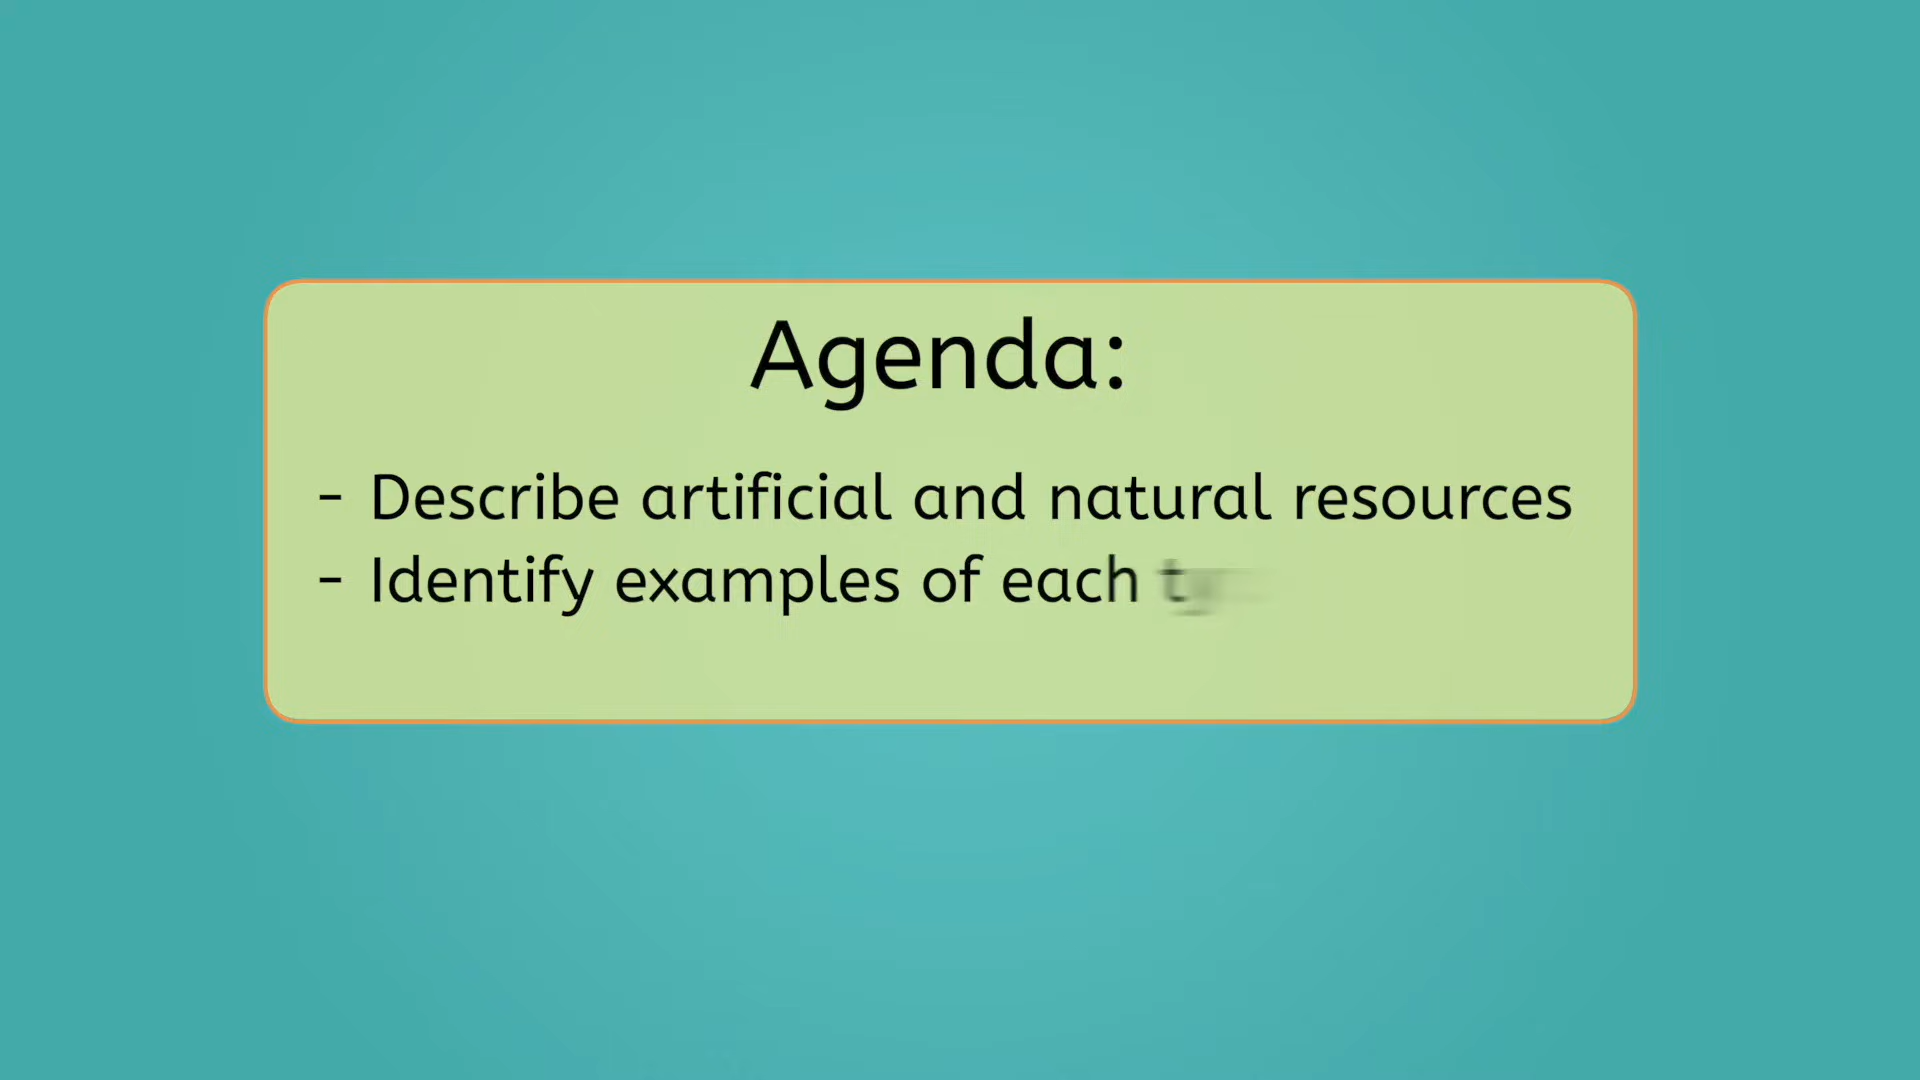 Agenda:
- Describe artificial and natural resources
- Identify examples of each